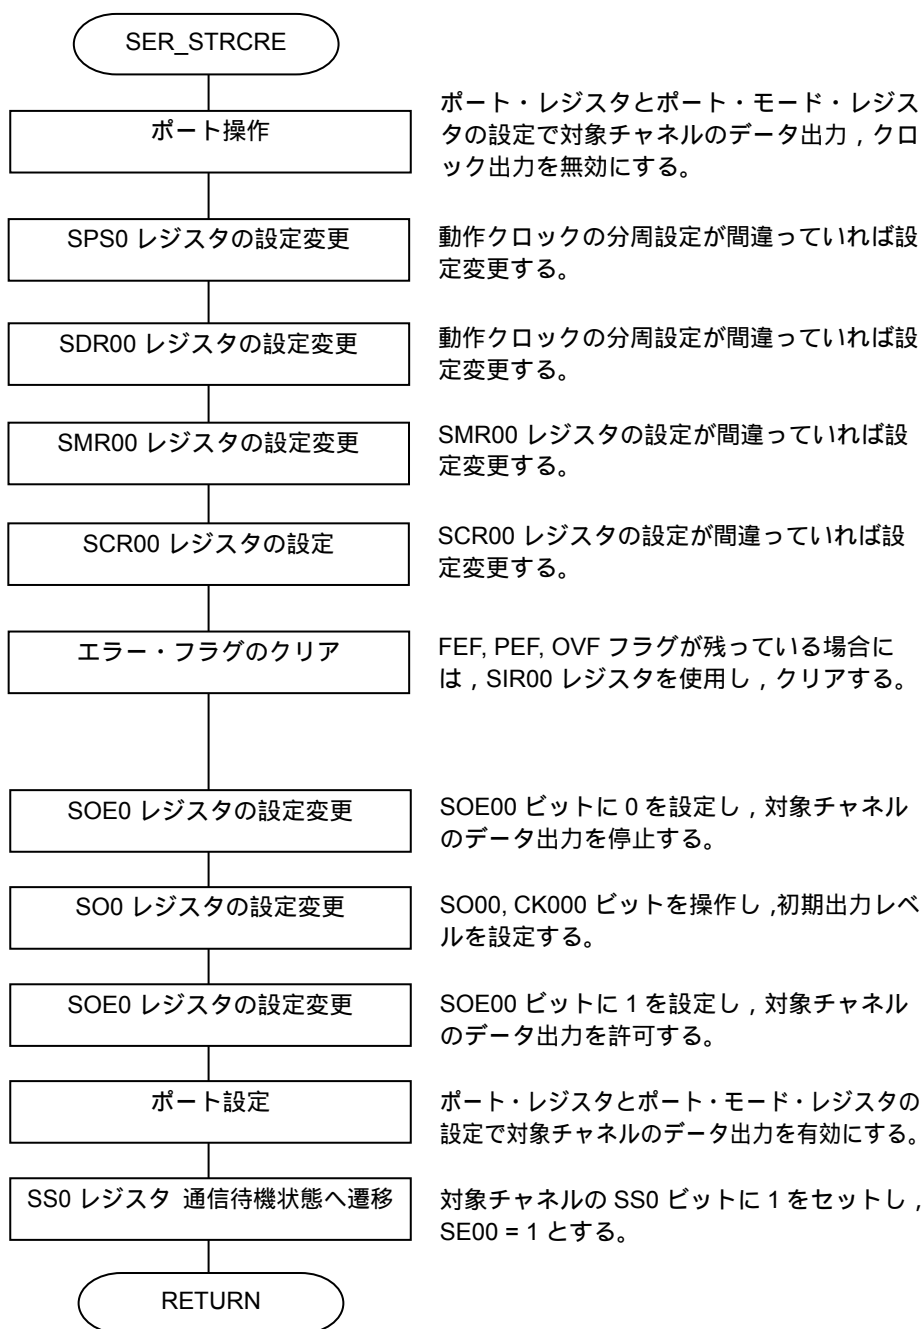 SER_STRCRE
ポート操作
ポート・レジスタとポート・モード・レジス
タの設定で対象チャネルのデータ出力，クロ
ック出力を無効にする。
SPS0 レジスタの設定変更
動作クロックの分周設定が間違っていれば設
定変更する。
SDR00 レジスタの設定変更
動作クロックの分周設定が間違っていれば設
定変更する。
SMR00 レジスタの設定変更
SMR00 レジスタの設定が間違っていれば設
定変更する。
SCR00 レジスタの設定
SCR00 レジスタの設定が間違っていれば設
定変更する。
エラー・フラグのクリア
FEF, PEF, OVF フラグが残っている場合に
は，SIR00 レジスタを使用し，クリアする。
SOE0 レジスタの設定変更
SOE00 ビットに 0 を設定し，対象チャネル
のデータ出力を停止する。
SO0 レジスタの設定変更
SO00, CK000 ビットを操作し，初期出力レベ
ルを設定する。
SOE0 レジスタの設定変更
SOE00 ビットに 1 を設定し，対象チャネル
のデータ出力を許可する。
ポート設定
ポート・レジスタとポート・モード・レジスタの
設定で対象チャネルのデータ出力を有効にする。
SS0 レジスタ 通信待機状態へ遷移
対象チャネルの SS0 ビットに 1 をセットし，
SE00 = 1 とする。
RETURN